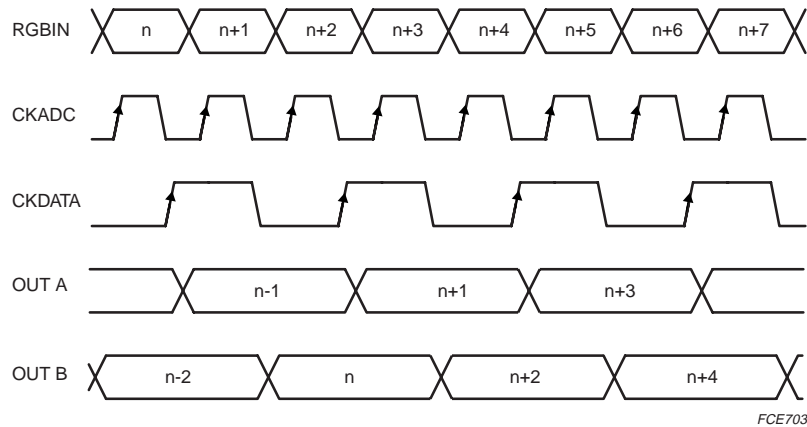 RGBIN n n+1 n+2 n+3 n+4 n+5 n+6 n+7
CKADC
CKDATA
OUT A n-1 n+1 n+3
OUT B n-2 n n+2 n+4
FCE703